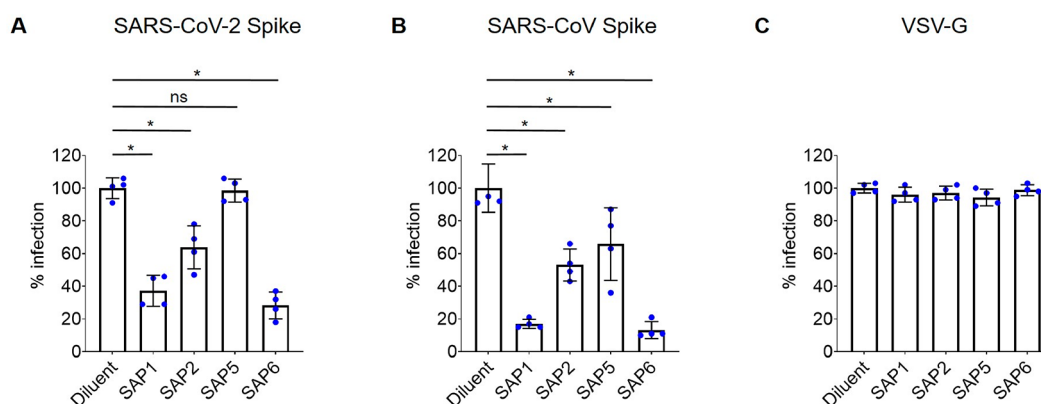 A SARS-CoV-2 Spike
B SARS-CoV Spike
C VSV-G
*
ns
*
*
120
100
80
60
40
20
0
% infection
Diluent
SAP1
SAP2
SAP5
SAP6
*
*
*
*
120
100
80
60
40
20
0
% infection
Diluent
SAP1
SAP2
SAP5
SAP6
120
100
80
60
40
20
0
% infection
Diluent
SAP1
SAP2
SAP5
SAP6